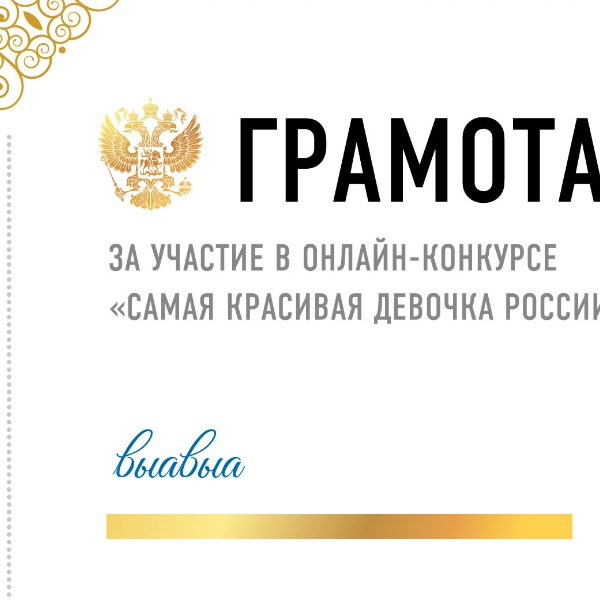 ГРАМОТА
ЗА УЧАСТИЕ В ОНЛАЙН-КОНКУРСЕ
«САМАЯ КРАСИВАЯ ДЕВОЧКА РОССИИ
выавыа